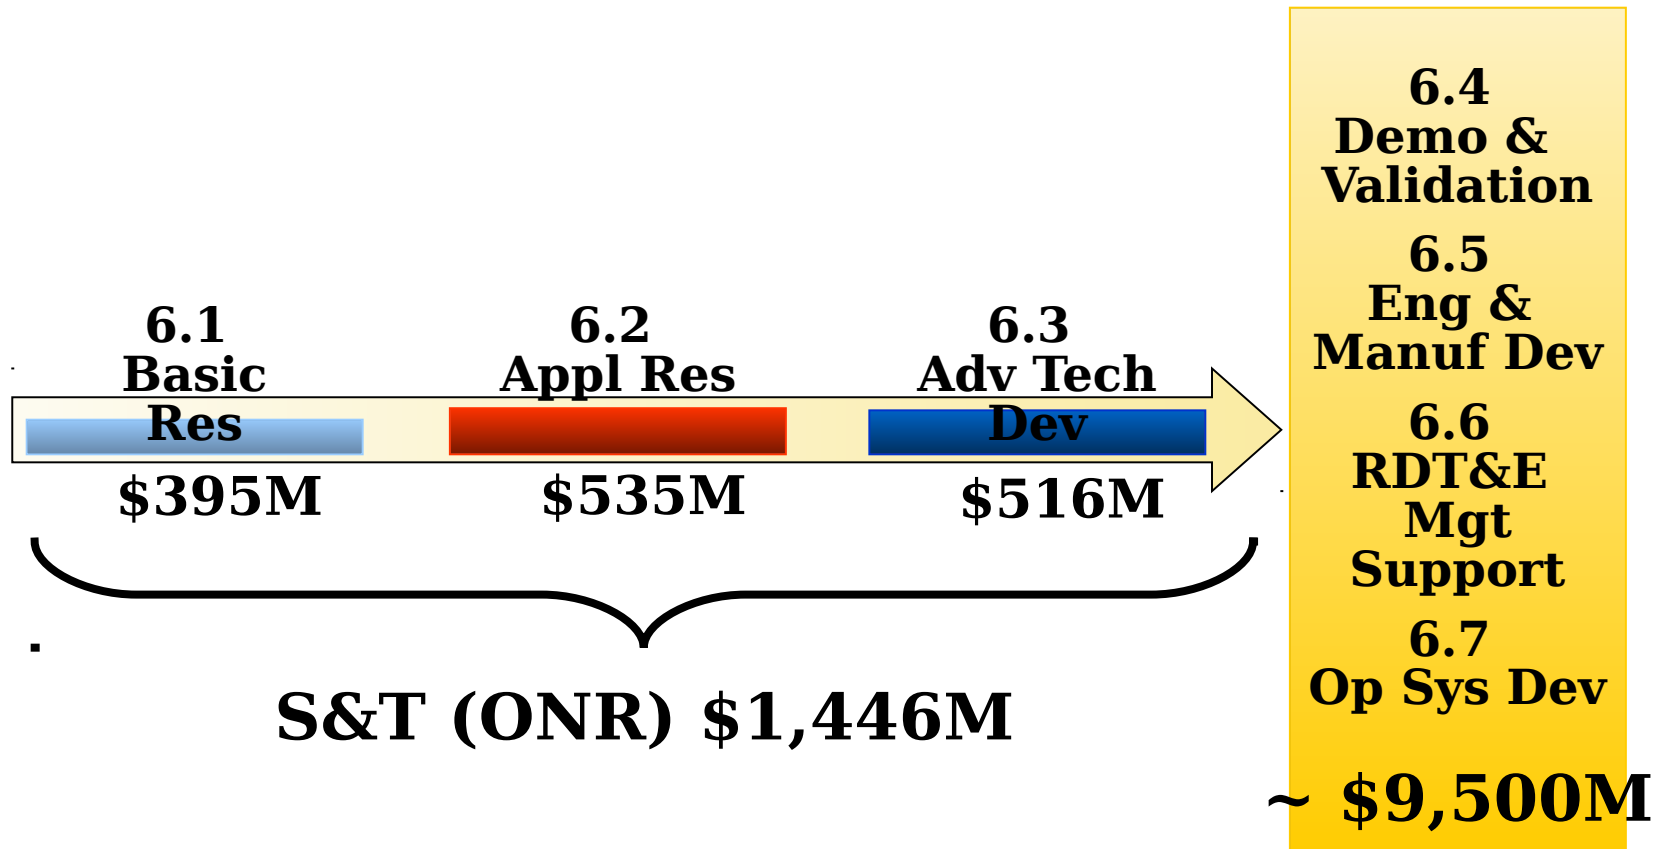 6.1
Basic
Res
$395M
6.2
Appl Res
$535M
6.3
Adv Tech
Dev
$516M
S&T (ONR) $1,446M
6.4
Demo &
Validation
6.5
Eng &
Manuf Dev
6.6
RDT&E
Mgt
Support
6.7
Op Sys Dev
~ $9,500M